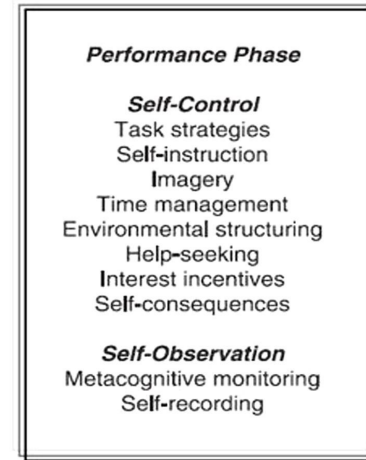 Performance Phase
Self-Control
Task strategies
Self-instruction
Imagery
Time management
Environmental structuring
Help-seeking
Interest incentives
Self-consequences
Self-Observation
Metacognitive monitoring
Self-recording